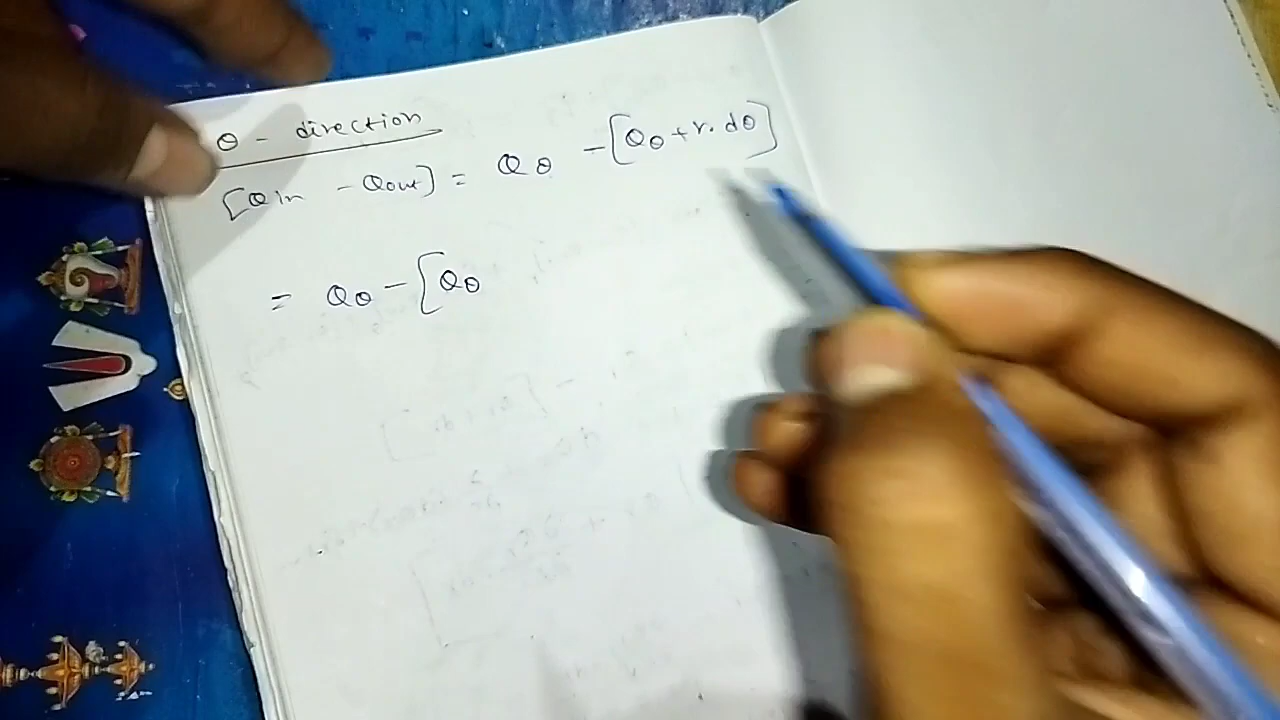 θ - direction
[Qin - Qout] = Qθ - [Qθ + r. dθ]
= Qθ - [Qθ